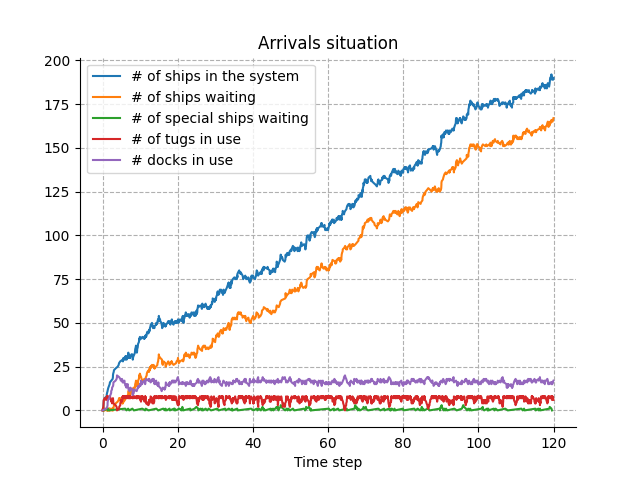 Arrivals situation
200
175
150
125
100
75
50
25
0
# of ships in the system
# of ships waiting
# of special ships waiting
# of tugs in use
# docks in use
0 20 40 60 80 100 120
Time step